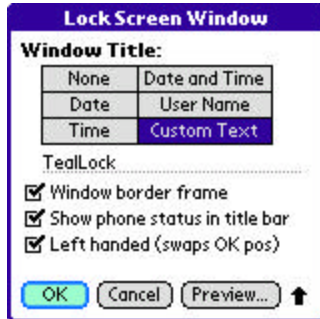 Lock Screen Window
Window Title:
None Date and Time
Date User Name
Time Custom Text
TealLock
Window border frame
Show phone status in title bar
Left handed (swaps OK pos)
OK Cancel Preview...